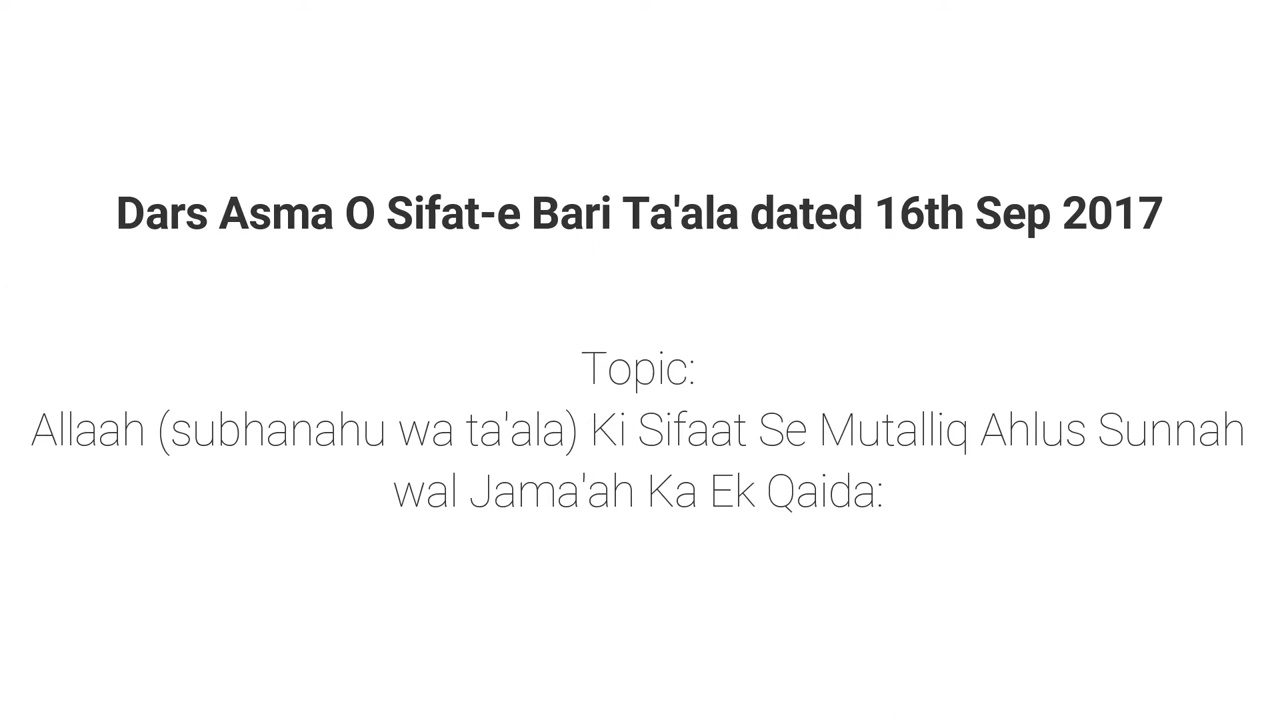 Dars Asma O Sifat-e Bari Ta'ala dated 16th Sep 2017
Topic:
Allaah (subhanahu wa ta'ala) Ki Sifaat Se Mutalliq Ahlus Sunnah
wal Jama'ah Ka Ek Qaida: